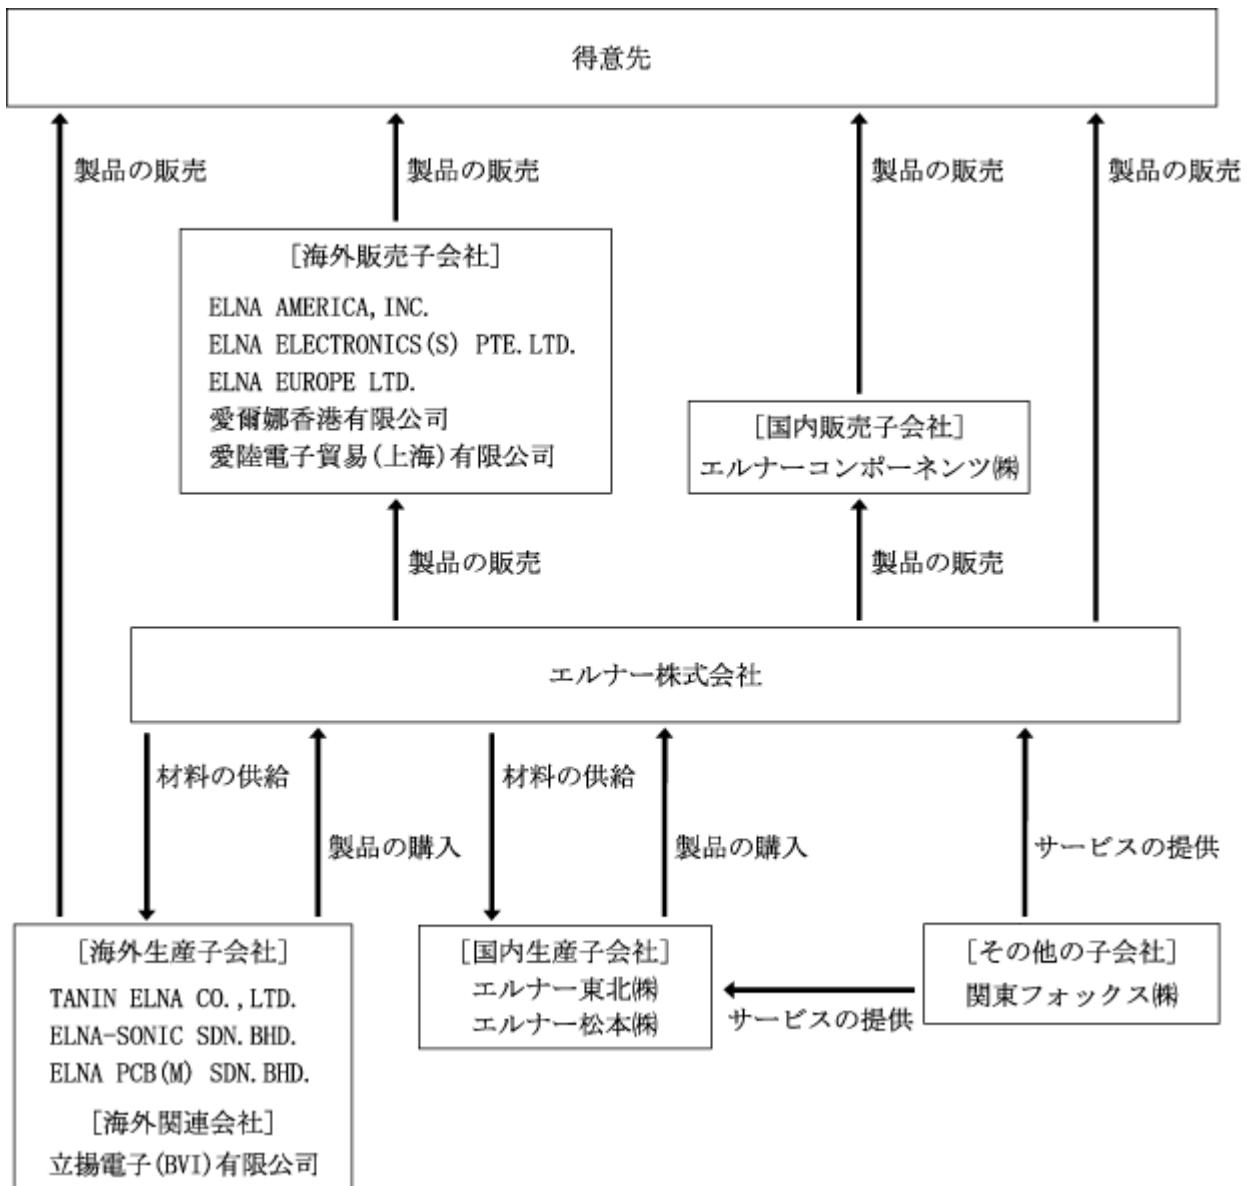 得意先
製品の販売
製品の販売
製品の販売
製品の販売
[海外販売子会社]
ELNA AMERICA,INC.
ELNA ELECTRONICS(S) PTE.LTD.
ELNA EUROPE LTD.
愛爾娜香港有限公司
愛陸電子貿易(上海)有限公司
[国内販売子会社]
エルナーコンポーネンツ㈱
製品の販売
製品の販売
エルナー株式会社
材料の供給
材料の供給
製品の購入
製品の購入
サービスの提供
[海外生産子会社]
TANIN ELNA CO.,LTD.
ELNA-SONIC SDN.BHD.
ELNA PCB(M) SDN.BHD.
[海外関連会社]
立揚電子(BVI)有限公司
[国内生産子会社]
エルナー東北㈱
エルナー松本㈱
サービスの提供
[その他の子会社]
関東フォックス㈱